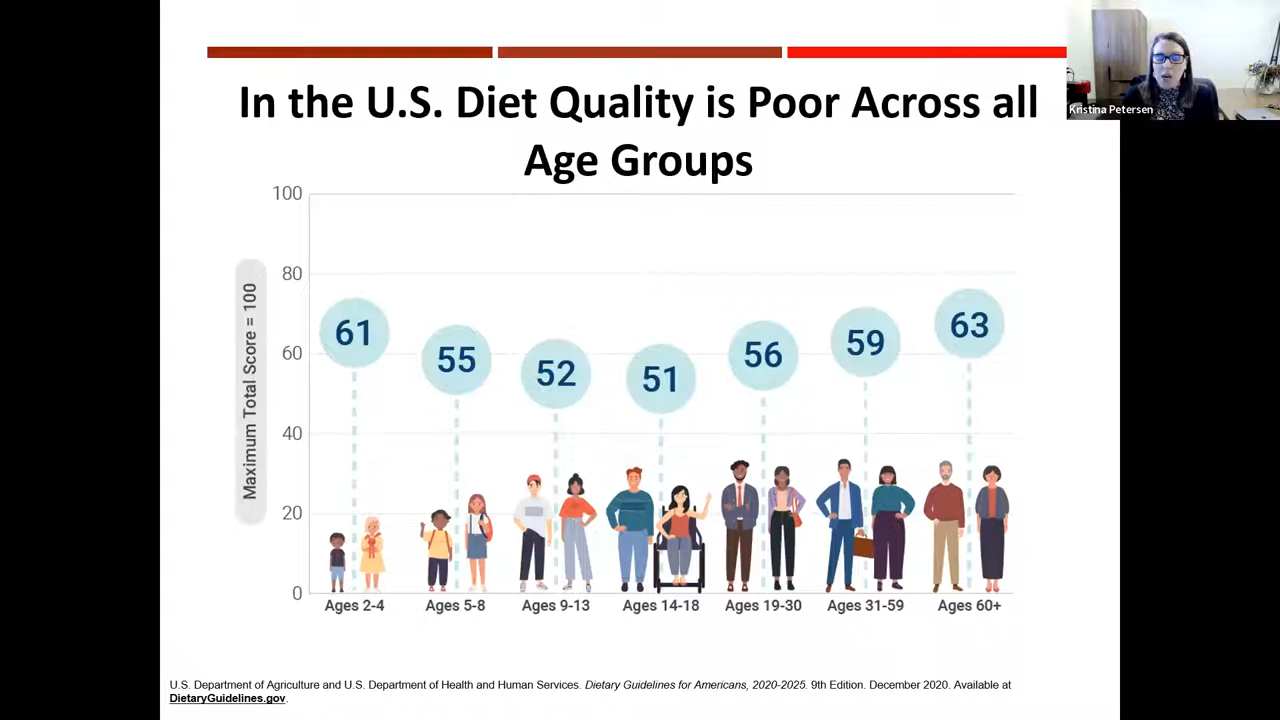 In the U.S. Diet Quality is Poor Across all
Age Groups
Kristina Petersen
Maximum Total Score = 100
100
80
60
40
20
0
61
55
52
51
56
59
63
Ages 2-4
Ages 5-8
Ages 9-13
Ages 14-18
Ages 19-30
Ages 31-59
Ages 60+
U.S. Department of Agriculture and U.S. Department of Health and Human Services. Dietary Guidelines for Americans, 2020-2025. 9th Edition. December 2020. Available at
DietaryGuidelines.gov.